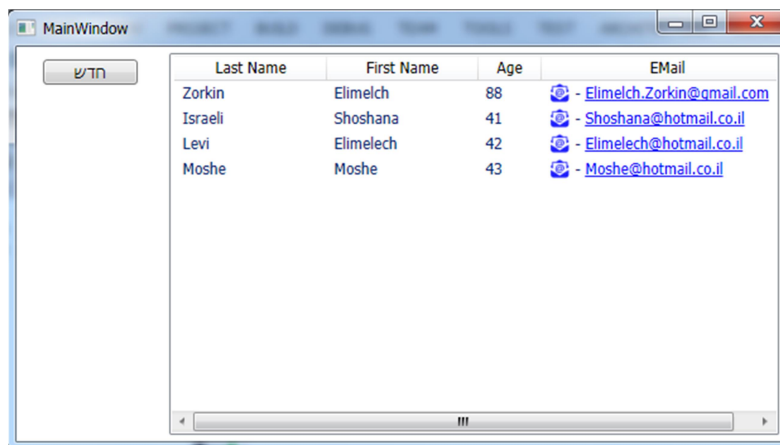 MainWindow
חדש
Last Name First Name Age EMail
Zorkin Elimelch 88 - Elimelch.Zorkin@gmail.com
Israeli Shoshana 41 - Shoshana@hotmail.co.il
Levi Elimelech 42 - Elimelech@hotmail.co.il
Moshe Moshe 43 - Moshe@hotmail.co.il